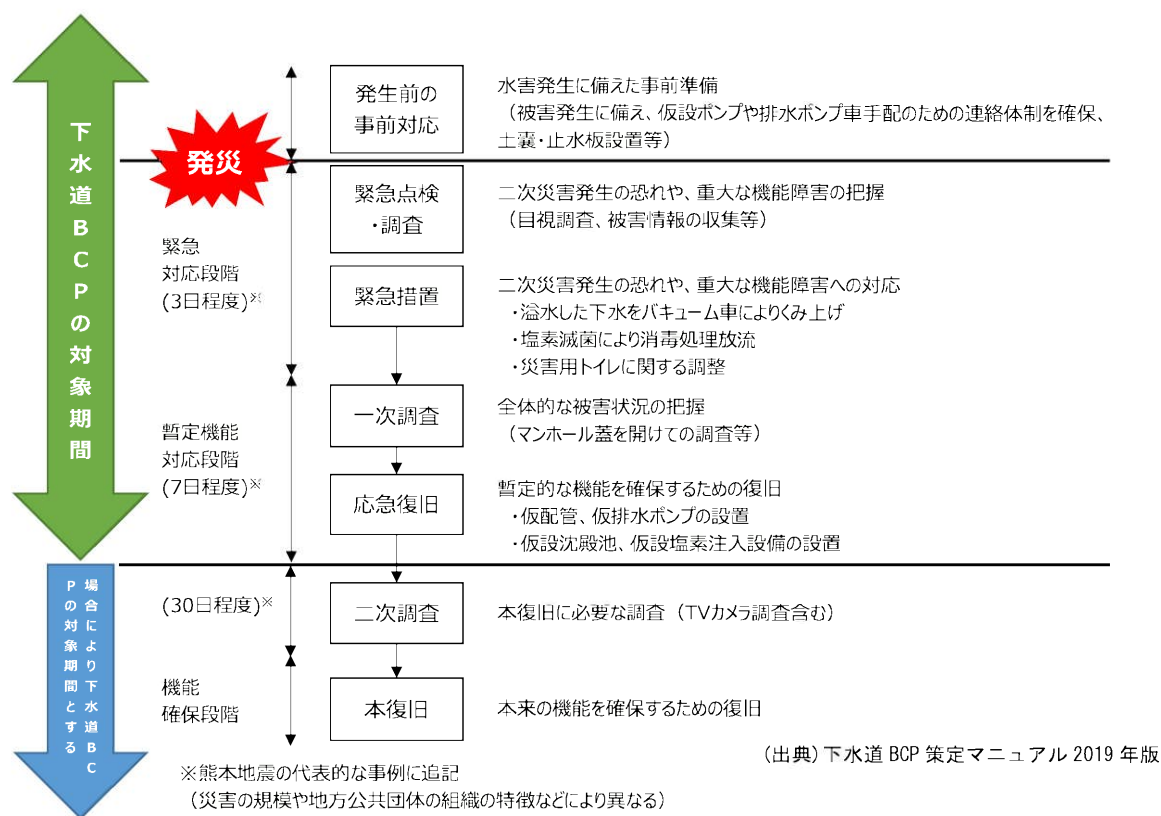 下水道BCPの対象期間
場合により下水道BC
Pの対象期間とする
発災
発生前の
事前対応
水害発生に備えた事前準備
（被害発生に備え、仮設ポンプや排水ポンプ車手配のための連絡体制を確保、
土嚢・止水板設置等）
緊急
対応段階
(3日程度)※
緊急点検
・調査
二次災害発生の恐れや、重大な機能障害の把握
（目視調査、被害情報の収集等）
緊急措置
二次災害発生の恐れや、重大な機能障害への対応
・溢水した下水をバキューム車によりくみ上げ
・塩素滅菌により消毒処理放流
・災害用トイレに関する調整
暫定機能
対応段階
(7日程度)※
一次調査
全体的な被害状況の把握
（マンホール蓋を開けての調査等）
応急復旧
暫定的な機能を確保するための復旧
・仮配管、仮排水ポンプの設置
・仮設沈殿池、仮設塩素注入設備の設置
(30日程度)※
二次調査
本復旧に必要な調査（TVカメラ調査含む）
機能
確保段階
本復旧
本来の機能を確保するための復旧
（出典）下水道 BCP 策定マニュアル 2019 年版
※熊本地震の代表的な事例に追記
（災害の規模や地方公共団体の組織の特徴などにより異なる）